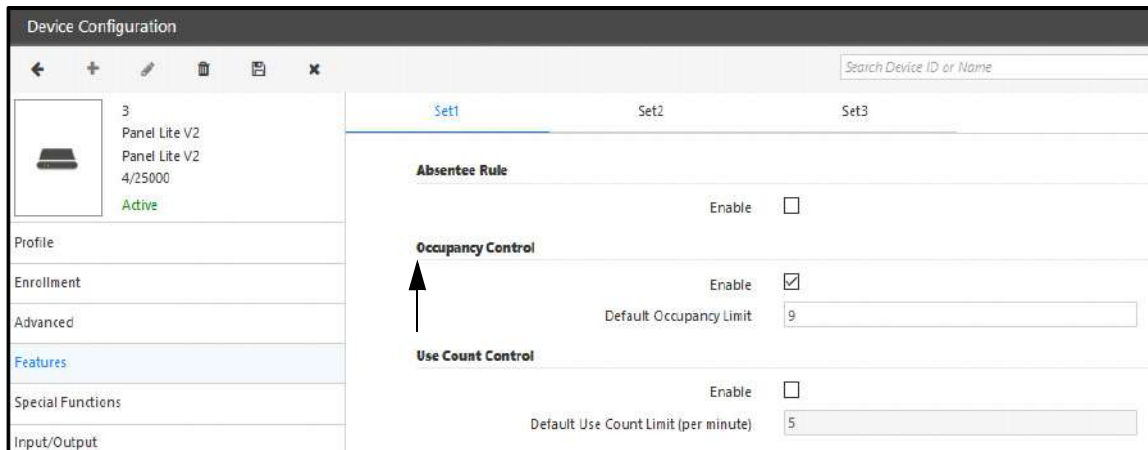 Device Configuration
Search Device ID or Name
3
Panel Lite V2
Panel Lite V2
4/25000
Active
Profile
Enrollment
Advanced
Features
Special Functions
Input/Output
Set1 Set2 Set3
Absentee Rule
Enable
Occupancy Control
Enable
Default Occupancy Limit 9
Use Count Control
Enable
Default Use Count Limit (per minute) 5